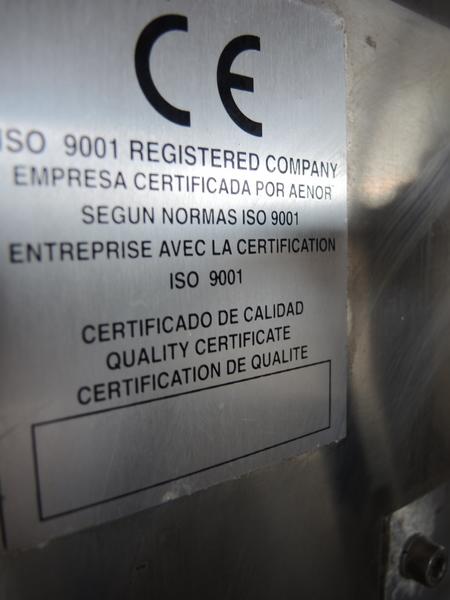 CE
ISO 9001 REGISTERED COMPANY
EMPRESA CERTIFICADA POR AENOR
SEGUN NORMAS ISO 9001
ENTREPRISE AVEC LA CERTIFICATION
ISO 9001
CERTIFICADO DE CALIDAD
QUALITY CERTIFICATE
CERTIFICATION DE QUALITE